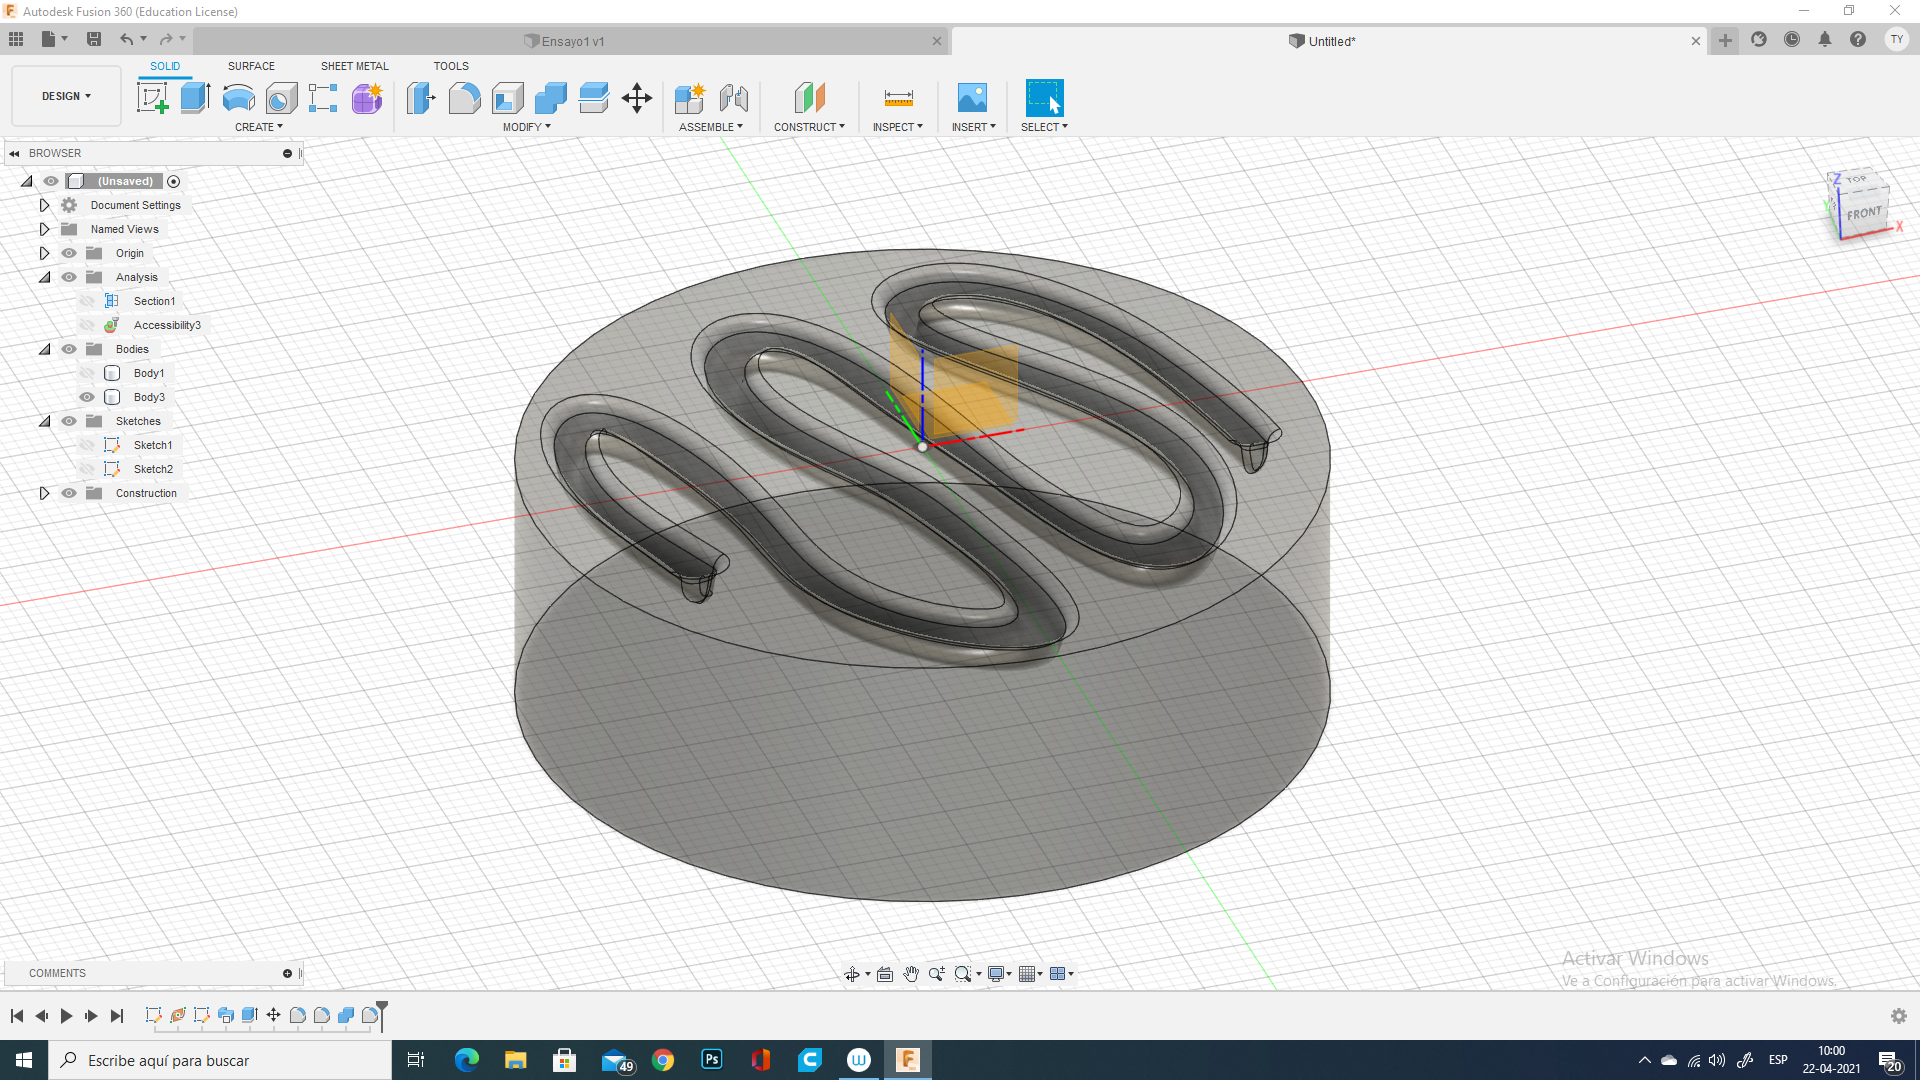 Autodesk Fusion 360 (Education License)
Ensayo1 v1
Untitled*
TY
DESIGN
SOLID
SURFACE
SHEET METAL
TOOLS
CREATE
MODIFY
ASSEMBLE
CONSTRUCT
INSPECT
INSERT
SELECT
BROWSER
(Unsaved)
Document Settings
Named Views
Origin
Analysis
Section1
Accessibility3
Bodies
Body1
Body3
Sketches
Sketch1
Sketch2
Construction
Z
TOP
FRONT
X
Y
COMMENTS
Activar Windows
Ve a Configuración para activar Windows.
Escribe aquí para buscar
49
Ps
ESP
10:00
22-04-2021
20